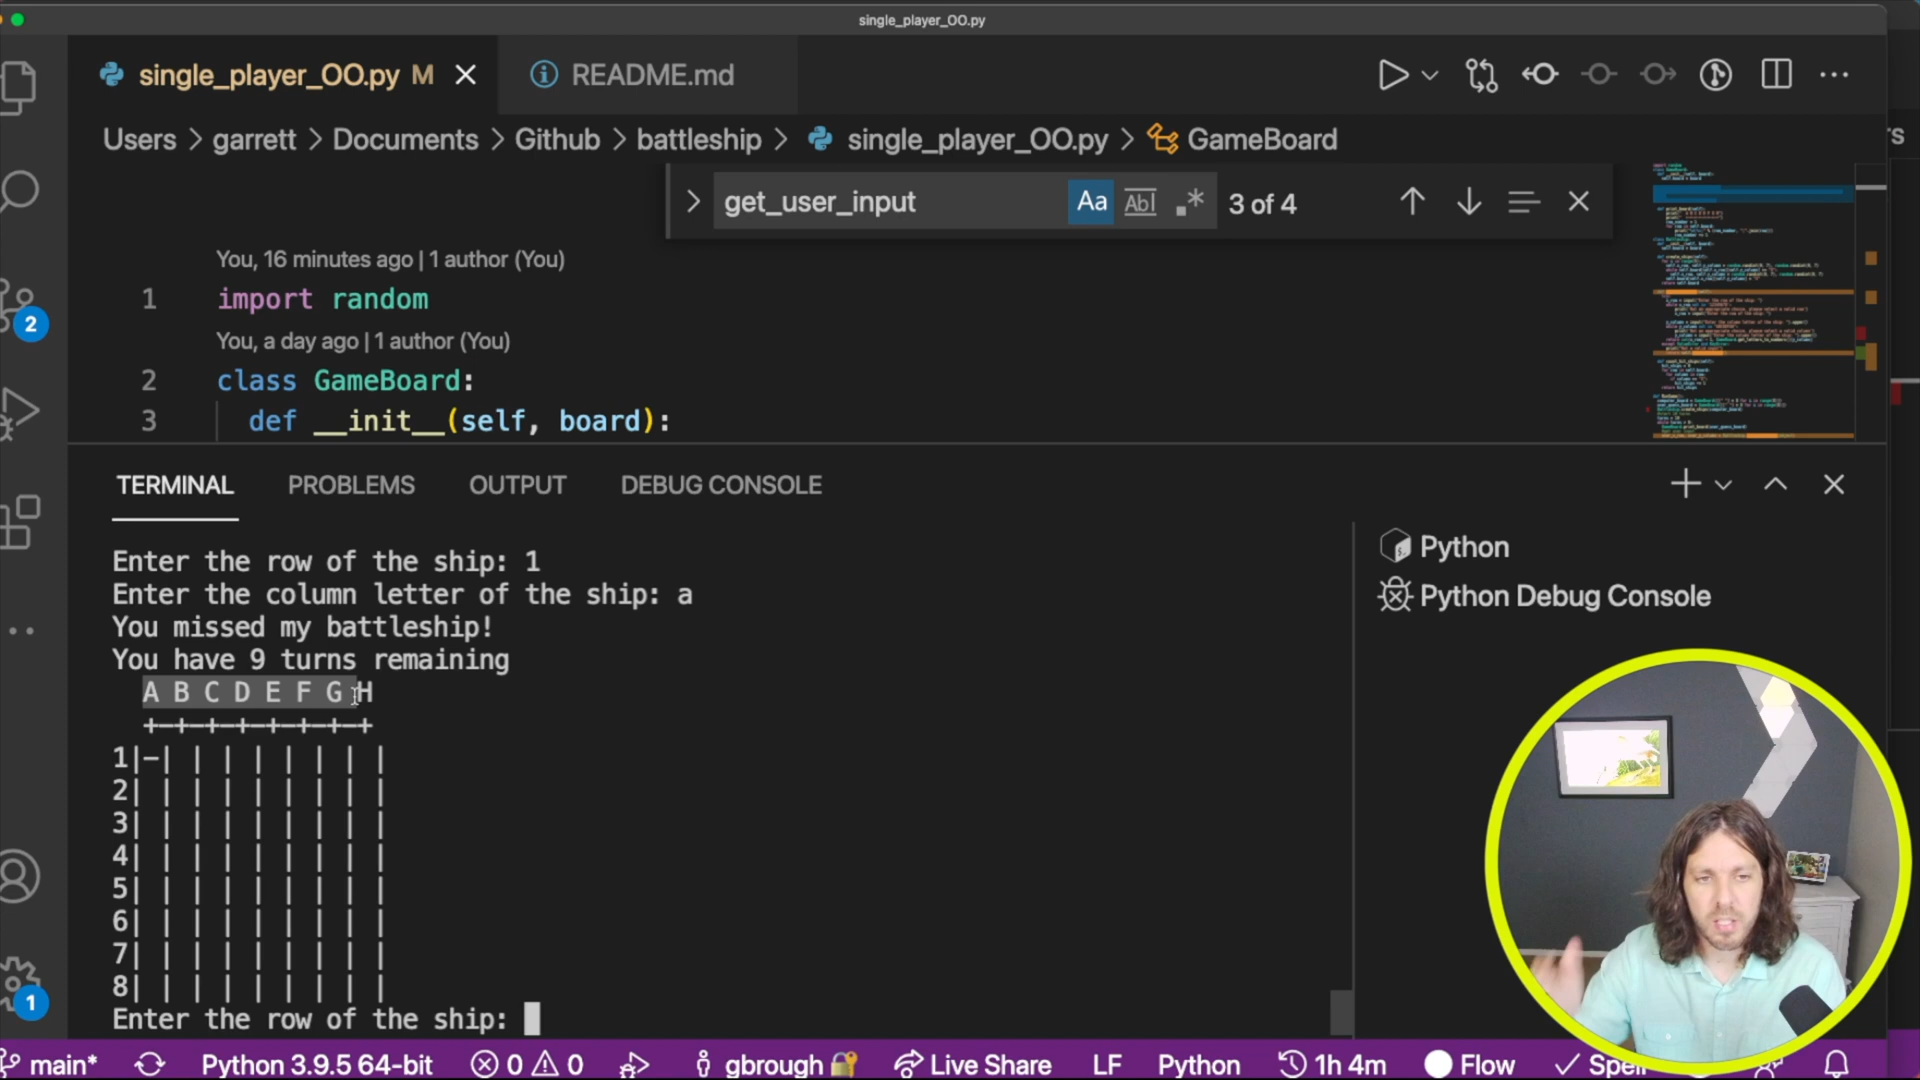 single_player_OO.py
single_player_OO.py M
README.md
Users > garrett > Documents > Github > battleship > single_player_OO.py > GameBoard
get_user_input Aa Abl .* 3 of 4
You, 16 minutes ago | 1 author (You)
1 import random
You, a day ago | 1 author (You)
2 class GameBoard:
3 def __init__(self, board):
TERMINAL PROBLEMS OUTPUT DEBUG CONSOLE
Enter the row of the ship: 1
Enter the column letter of the ship: a
You missed my battleship!
You have 9 turns remaining
A B C D E F G H
+-+-+-+-+-+-+-+
1|-| | | | | | | |
2| | | | | | | | |
3| | | | | | | | |
4| | | | | | | | |
5| | | | | | | | |
6| | | | | | | | |
7| | | | | | | | |
8| | | | | | | | |
Enter the row of the ship:
Python
Python Debug Console
2
1
main* Python 3.9.5 64-bit 0 0 gbrough Live Share LF Python 1h 4m Flow